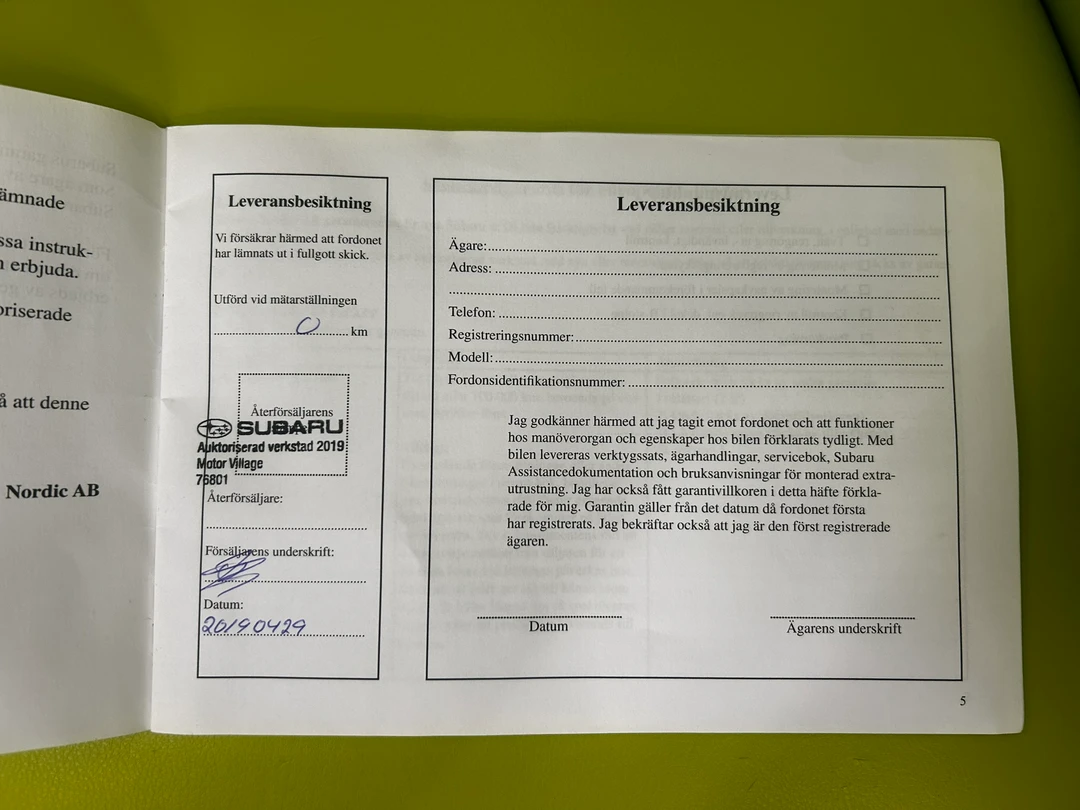 ämnade
ssa instruk-
n erbjuda.
oriserade
å att denne
Nordic AB
Leveransbesiktning
Vi försäkrar härmed att fordonet
har lämnats ut i fullgott skick.
Utförd vid mätarställningen
0 km
Återförsäljarens
SUBARU
Auktoriserad verkstad 2019
Motor Village
76801
Återförsäljare:
Försäljarens underskrift:
Datum:
20190429
Leveransbesiktning
Ägare:
Adress:
Telefon:
Registreringsnummer:
Modell:
Fordonsidentifikationsnummer:
Jag godkänner härmed att jag tagit emot fordonet och att funktioner
hos manöverorgan och egenskaper hos bilen förklarats tydligt. Med
bilen levereras verktygssats, ägarhandlingar, servicebok, Subaru
Assistancedokumentation och bruksanvisningar för monterad extra-
utrustning. Jag har också fått garantivillkoren i detta häfte förkla-
rade för mig. Garantin gäller från det datum då fordonet första
har registrerats. Jag bekräftar också att jag är den först registrerade
ägaren.
Datum
Ägarens underskrift
5